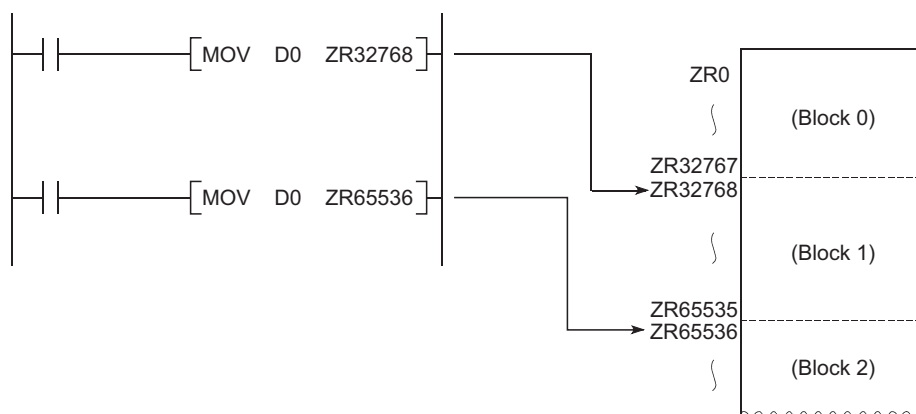 MOV D0 ZR32768
MOV D0 ZR65536
ZR0
(Block 0)
ZR32767
ZR32768
(Block 1)
ZR65535
ZR65536
(Block 2)